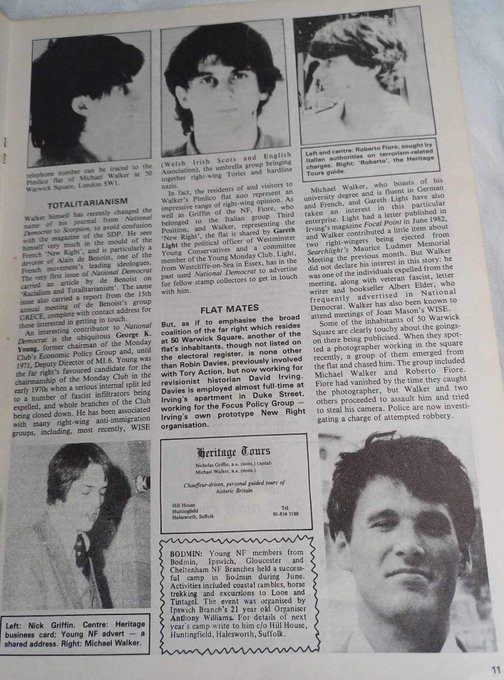 telephone number can be traced to the
Pimlico flat of Michael Walker at 50
Warwick Square, London SW1.
TOTALITARIANISM
Walker himself has recently changed the
name of his journal from National
Democrat to Scorpion, to avoid confusion
with the magazine of the SDP. He sees
himself very much in the mould of the
French 'New Right', and is particularly a
devotee of Alain de Benoist, one of the
French movement's leading ideologues.
The very first issue of National Democrat
carried an article by de Benoist on
'Racialism and Totalitarianism'. The same
issue also carried a report from the 15th
annual meeting of de Benoist's group
GRECE, complete with contact address for
those interested in getting in touch.
An interesting contributor to National
Democrat is the ubiquitous George K.
Young, former chairman of the Monday
Club's Economic Policy Group and, until
1971, Deputy Director of MI.6. Young was
the far right's favoured candidate for the
chairmanship of the Monday Club in the
early 1970s when a serious internal split led
to a number of fascist infiltrators being
expelled, and whole branches of the Club
being closed down. He has been associated
with many right-wing anti-immigration
groups, including, most recently, WISE
(Welsh Irish Scots and English
Association), the umbrella group bringing
together right-wing Tories and hardline
nazis.
In fact, the residents of and visitors to
Walker's Pimlico flat also represent an
impressive range of right-wing opinion. As
well as Griffin of the NF, Fiore, who
belonged to the Italian group Third
Position, and Walker, representing the
'New Right', the flat is shared by Gareth
Light the political officer of Westminster
Young Conservatives and a committee
member of the Young Monday Club. Light,
from Westcliffe-on-Sea in Essex, has in the
past used National Democrat to advertise
for fellow stamp collectors to get in touch
with him.
FLAT MATES
But, as if to emphasise the broad
coalition of the far right which resides
at 50 Warwick Square, another of the
flat's inhabitants, though not listed on
the electoral register, is none other
than Robin Davies, previously involved
with Tory Action, but now working for
revisionist historian David Irving.
Davies is employed almost full-time at
Irving's apartment in Duke Street,
working for the Focus Policy Group —
Irving's own prototype New Right
organisation.
Heritage Tours
Nicholas Griffin, B.A. (HONS.) cantab
Michael Walker, B.A. (HONS.)
Chauffeur-driven, personal guided tours of
historic Britain
Hill House
Huntingfield
Halesworth, Suffolk
Tel.
01-834 3188
BODMIN: Young NF members from
Bodmin, Ipswich, Gloucester and
Cheltenham NF Branches held a success-
ful camp in Bodmin during June.
Activities included coastal rambles, horse
trekking and excursions to Looe and
Tintagel. The event was organised by
Ipswich Branch's 21 year old Organiser
Anthony Williams. For details of next
year's camp write to him c/o Hill House,
Huntingfield, Halesworth, Suffolk.
Left and centre: Roberto Fiore, sought by
Italian authorities on terrorism-related
charges. Right: 'Roberto', the Heritage
Tours guide.
Michael Walker, who boasts of his
university degree and is fluent in German
and French, and Gareth Light have also
taken an interest in this particular
enterprise. Light had a letter published in
Irving's magazine Focal Point in June 1982,
and Walker contributed a little item about
two right-wingers being ejected from
Searchlight's Maurice Ludmer Memorial
Meeting the previous month. But Walker
did not declare his interest in this story: he
was one of the individuals expelled from the
meeting, along with veteran fascist, letter
writer and bookseller Albert Elder, who
frequently advertised in National
Democrat. Walker has also been known to
attend meetings of Joan Mason's WISE.
Some of the inhabitants of 50 Warwick
Square are clearly touchy about the goings-
on there being publicised. When they spot-
ted a photographer working in the square
recently, a group of them emerged from
the flat and chased him. The group included
Michael Walker and Roberto Fiore.
Fiore had vanished by the time they caught
the photographer, but Walker and two
others proceeded to assault him and tried
to steal his camera. Police are now investi-
gating a charge of attempted robbery.
Left: Nick Griffin. Centre: Heritage
business card; Young NF advert — a
shared address. Right: Michael Walker.
11